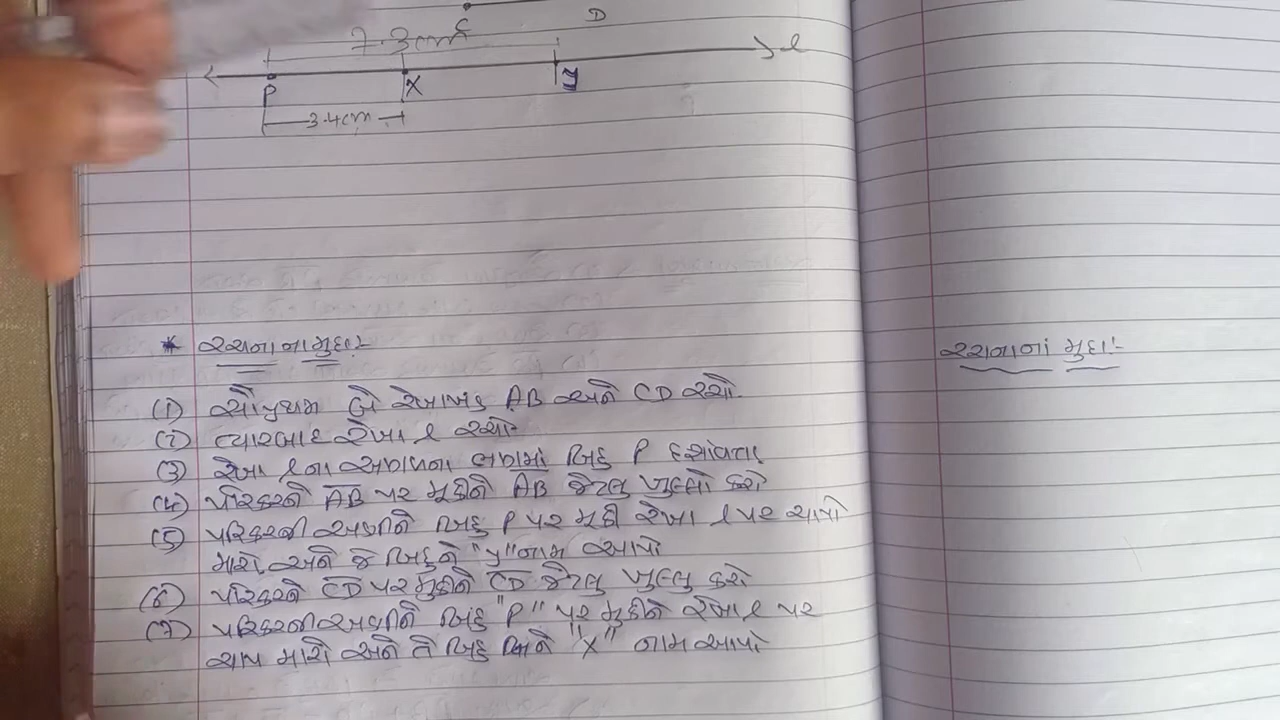 C
D
7.3cm
l
P
X
y
3.4cm
* રચનાના મુદ્દા:-
રચનાનાં મુદ્દા:-
(1) સૌપ્રથમ બે રેખાખંડ AB અને CD રચો.
(2) ત્યારબાદ રેખા l રચો
(3) રેખા l ના ભાગમાં બિંદુ P દર્શાવતા
(4) પરિકરને AB પર મૂકીને AB જેટલુ ખુલ્લો કરો
(5) પરિકરની અણીને બિંદુ P પર મૂકી રેખા l પર ચાપો
મારો અને જે બિંદુને "y" નામ આપો
(6) પરિકરને CD પર મુકીને CD જેટલુ ખુલ્લુ કરો
(7) પરિકરની અણીને બિંદુ "P" પર મુકીને રેખા l પર
ચાપ મારો અને તે બિંદુ "X" નામ આપો